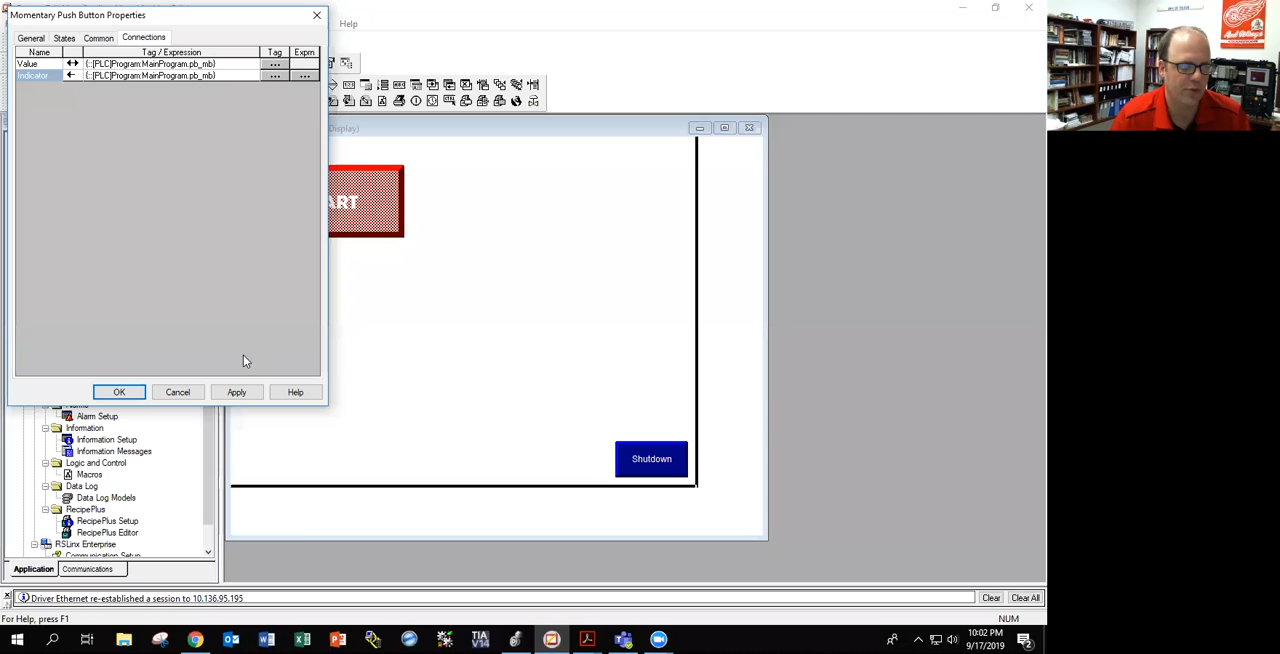 Momentary Push Button Properties
Help
General States Common Connections
Name Tag / Expression Tag Exprn
Value {::[PLC]Program:MainProgram.pb_mb} ...
Indicator {::[PLC]Program:MainProgram.pb_mb} ... ...
Display)
ART
OK Cancel Apply Help
Alarm Setup
Information
Information Setup
Information Messages
Logic and Control
Macros
Data Log
Data Log Models
RecipePlus
RecipePlus Setup
RecipePlus Editor
RSLinx Enterprise
Communication Setup
Shutdown
Application Communications
Driver Ethernet re-established a session to 10.136.95.195
Clear Clear All
For Help, press F1
NUM
TIA
V14
10:02 PM
9/17/2019
2